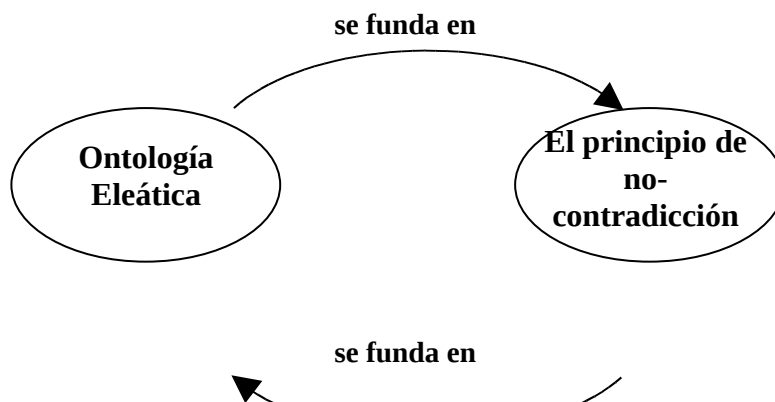 se funda en
Ontología
Eleática
El principio de
no-
contradicción
se funda en